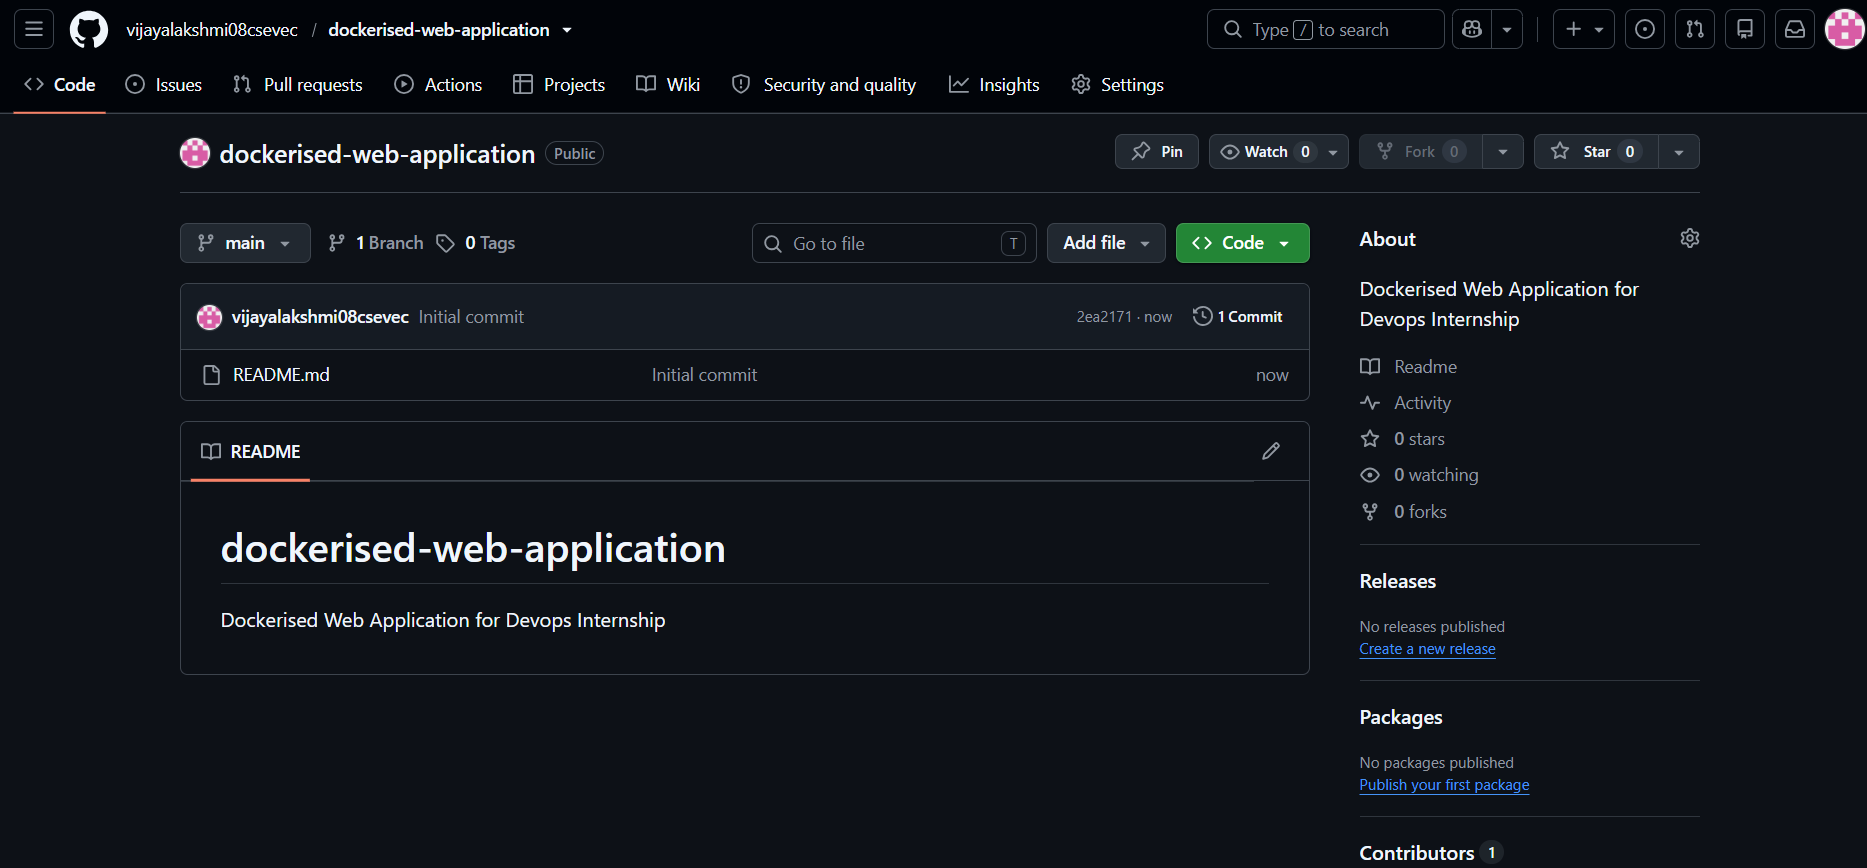 vijayalakshmi08csevec / dockerised-web-application
Type / to search
Code
Issues
Pull requests
Actions
Projects
Wiki
Security and quality
Insights
Settings
dockerised-web-application Public
Pin
Watch 0
Fork 0
Star 0
main
1 Branch
0 Tags
Go to file T
Add file
Code
vijayalakshmi08csevec Initial commit
2ea2171 · now
1 Commit
README.md Initial commit now
README
dockerised-web-application
Dockerised Web Application for Devops Internship
About
Dockerised Web Application for
Devops Internship
Readme
Activity
0 stars
0 watching
0 forks
Releases
No releases published
Create a new release
Packages
No packages published
Publish your first package
Contributors 1